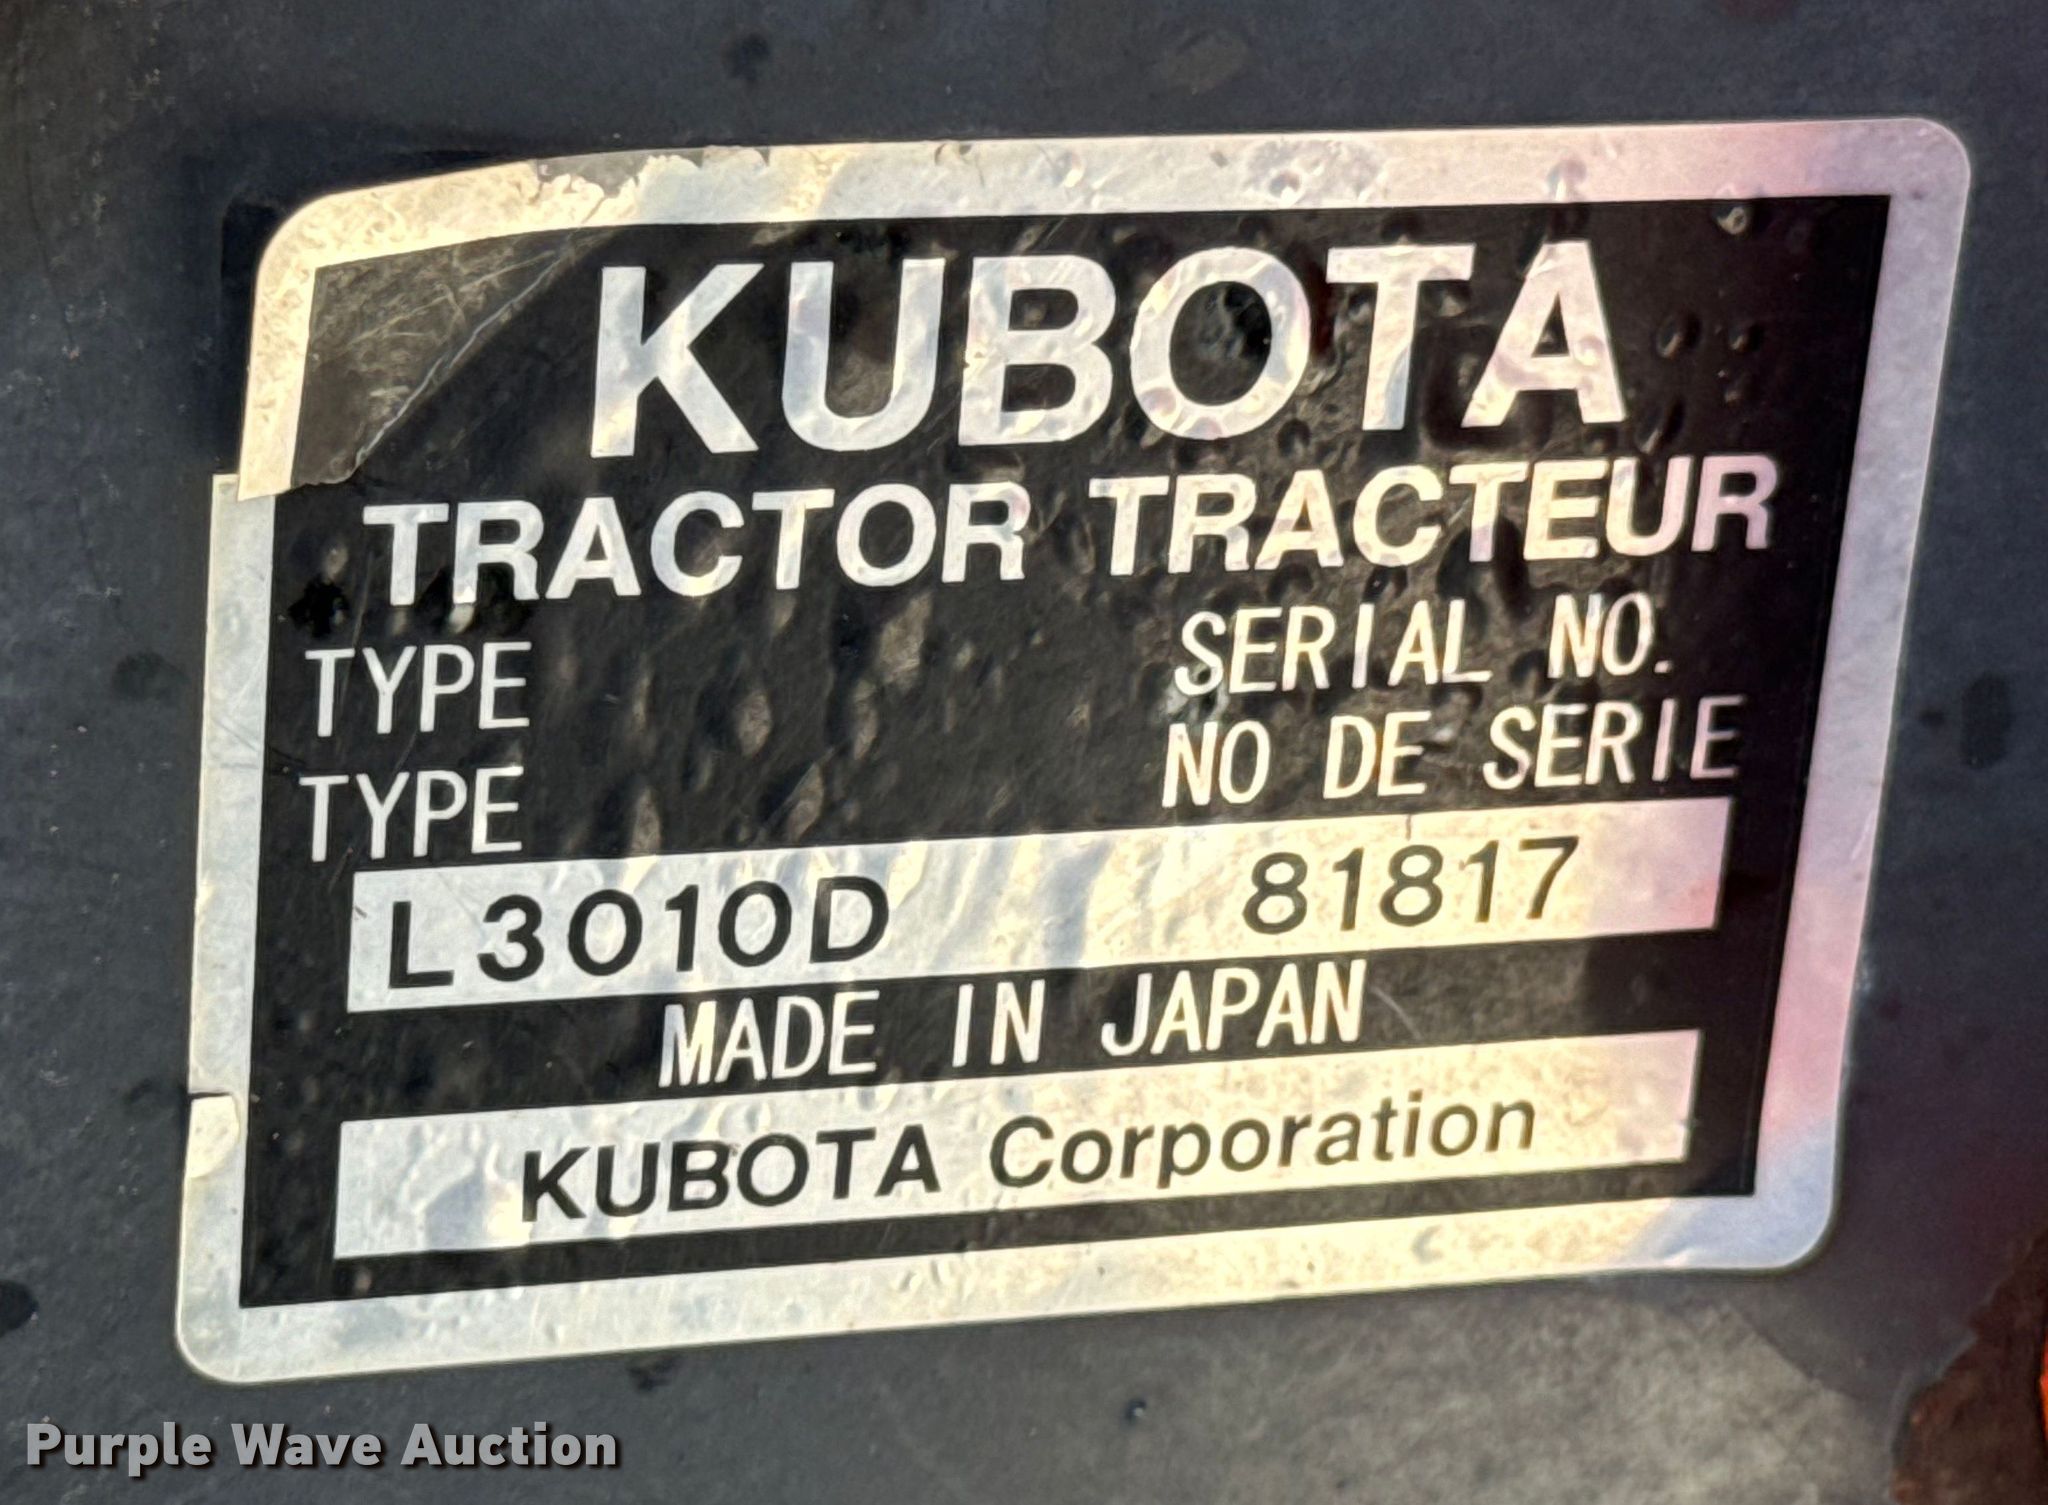 KUBOTA
TRACTOR TRACTEUR
TYPE SERIAL NO.
TYPE NO DE SERIE
L3010D 81817
MADE IN JAPAN
KUBOTA Corporation
Purple Wave Auction